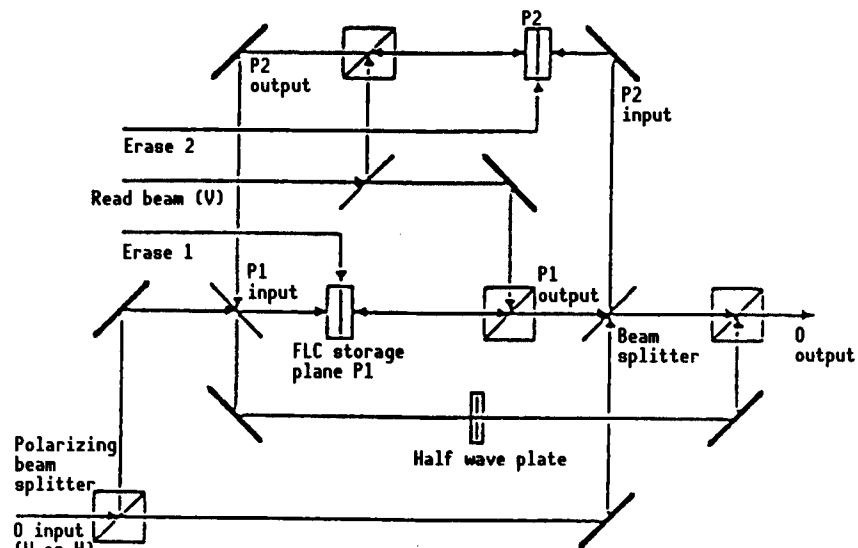 P2
P2
output
P2
input
Erase 2
Read beam (V)
Erase 1
P1
input
P1
output
FLC storage
plane P1
Beam
splitter
O
output
Half wave plate
Polarizing
beam
splitter
O input